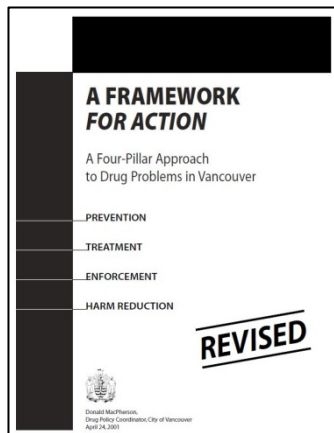 A FRAMEWORK
FOR ACTION
A Four-Pillar Approach
to Drug Problems in Vancouver
PREVENTION
TREATMENT
ENFORCEMENT
HARM REDUCTION
REVISED
Donald MacPherson,
Drug Policy Coordinator, City of Vancouver
April 24, 2001